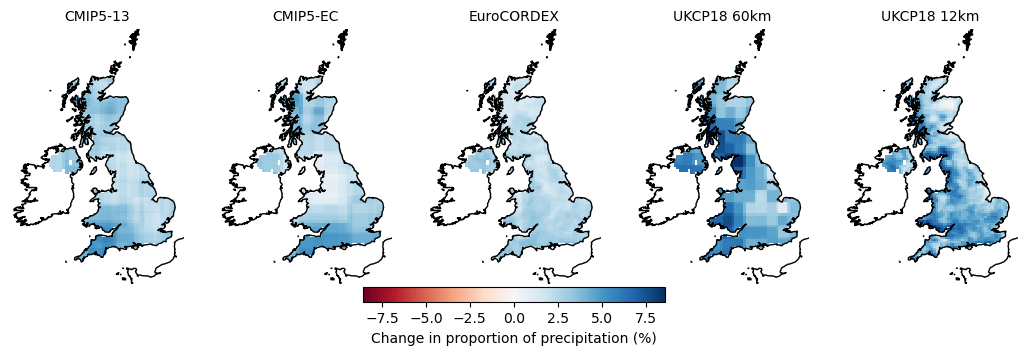 CMIP5-13 CMIP5-EC EuroCORDEX UKCP18 60km UKCP18 12km
−7.5 −5.0 −2.5 0.0 2.5 5.0 7.5
Change in proportion of precipitation (%)